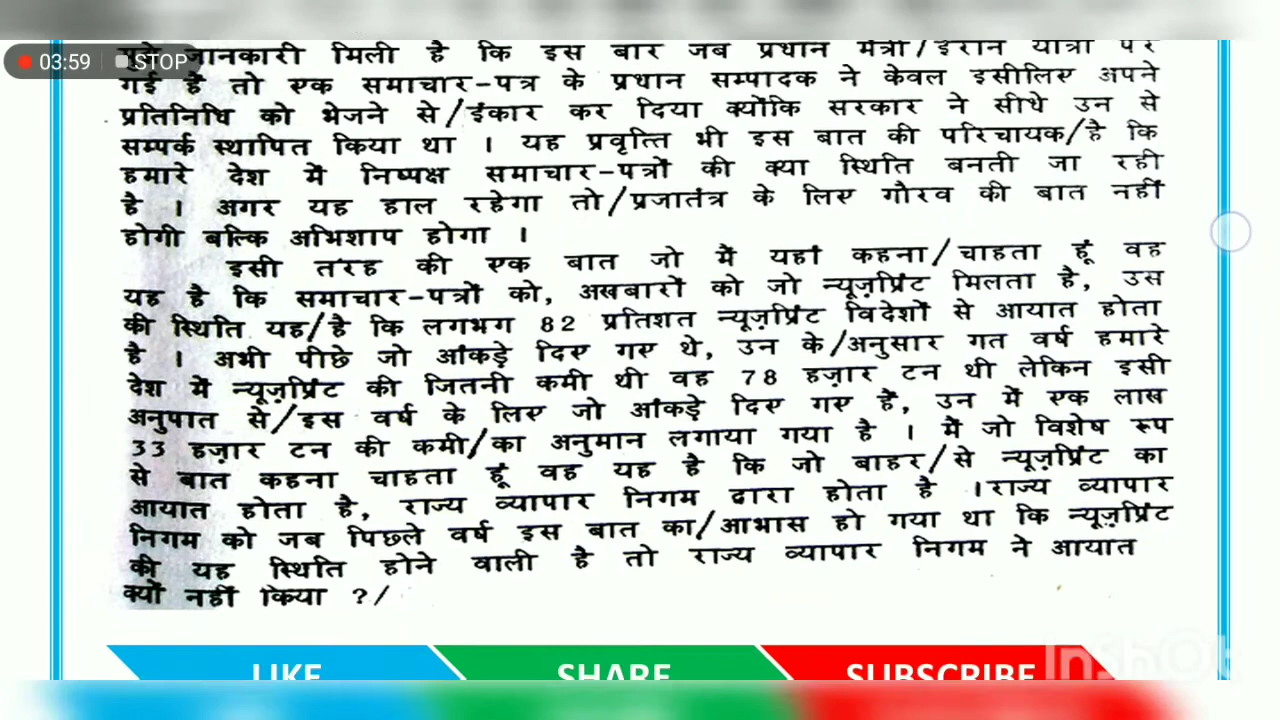 03:59 STOP
मुझे जानकारी मिली है कि इस बार जब प्रधान मंत्री/ईरान यात्रा पर
गई है तो एक समाचार-पत्र के प्रधान सम्पादक ने केवल इसीलिए अपने
प्रतिनिधि को भेजने से/इंकार कर दिया क्योंकि सरकार ने सीधे उन से
सम्पर्क स्थापित किया था । यह प्रवृत्ति भी इस बात की परिचायक/है कि
हमारे देश में निष्पक्ष समाचार-पत्रों की क्या स्थिति बनती जा रही
है । अगर यह हाल रहेगा तो/प्रजातंत्र के लिए गौरव की बात नहीं
होगी बल्कि अभिशाप होगा ।
इसी तरह की एक बात जो मैं यहां कहना/चाहता हूं वह
यह है कि समाचार-पत्रों को, अखबारों को जो न्यूज़प्रिंट मिलता है, उस
की स्थिति यह/है कि लगभग 82 प्रतिशत न्यूज़प्रिंट विदेशों से आयात होता
है । अभी पीछे जो आंकड़े दिए गए थे, उन के/अनुसार गत वर्ष हमारे
देश में न्यूज़प्रिंट की जितनी कमी थी वह 78 हज़ार टन थी लेकिन इसी
अनुपात से/इस वर्ष के लिए जो आंकड़े दिए गए हैं, उन में एक लाख
33 हज़ार टन की कमी/का अनुमान लगाया गया है । मैं जो विशेष रूप
से बात कहना चाहता हूं वह यह है कि जो बाहर/से न्यूज़प्रिंट का
आयात होता है, राज्य व्यापार निगम द्वारा होता है ।राज्य व्यापार
निगम को जब पिछले वर्ष इस बात का/आभास हो गया था कि न्यूज़प्रिंट
की यह स्थिति होने वाली है तो राज्य व्यापार निगम ने आयात
क्यों नहीं किया ?/
LIKE SHARE SUBSCRIBE
InShOt